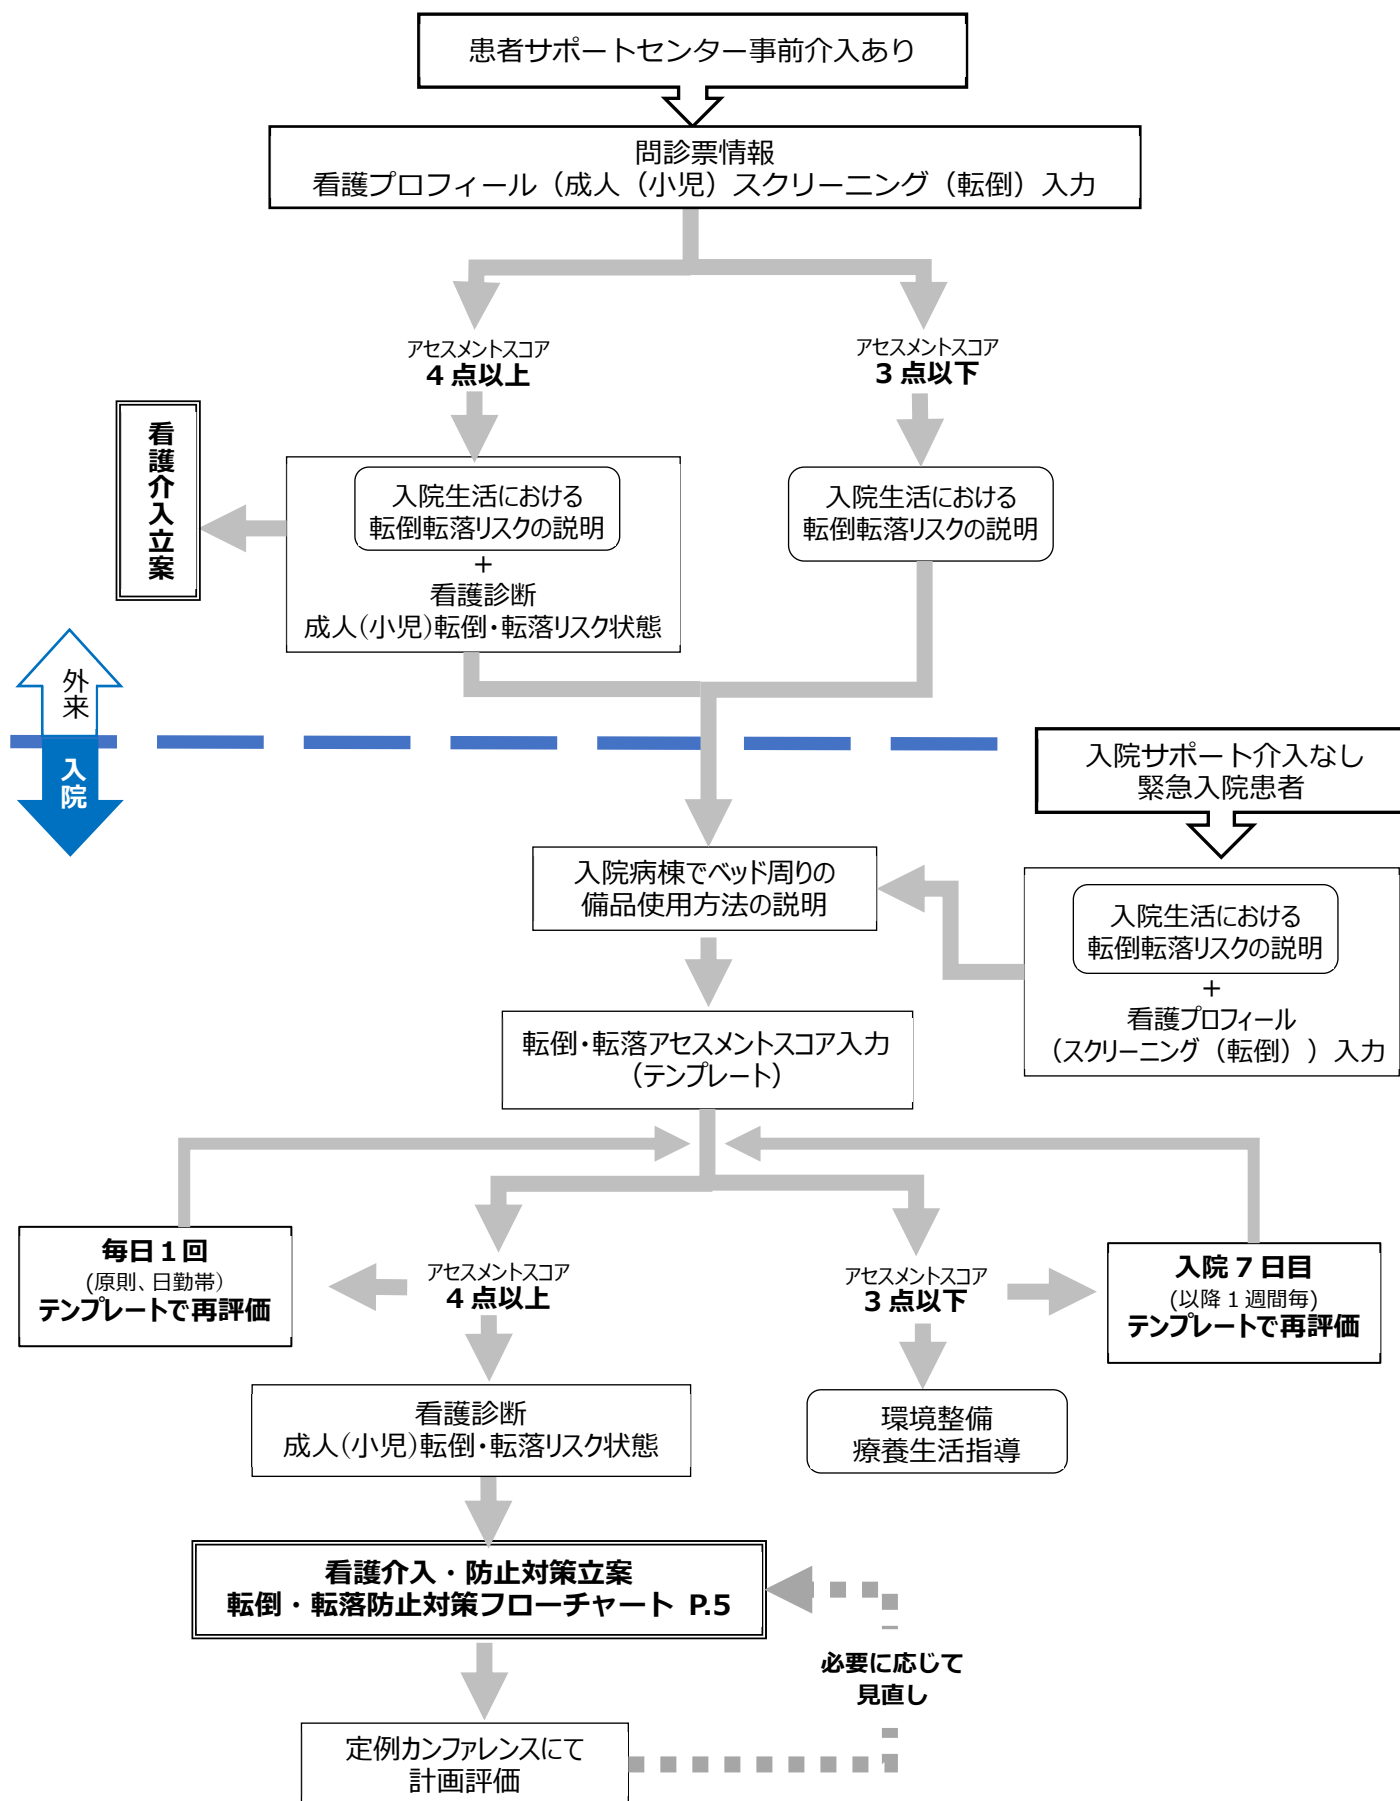 患者サポートセンター事前介入あり
問診票情報
看護プロフィール（成人（小児）スクリーニング（転倒）入力
アセスメントスコア
4 点以上
アセスメントスコア
3 点以下
看護介入立案
入院生活における
転倒転落リスクの説明
+
看護診断
成人（小児）転倒・転落リスク状態
入院生活における
転倒転落リスクの説明
外来
入院
入院サポート介入なし
緊急入院患者
入院病棟でベッド周りの
備品使用方法の説明
入院生活における
転倒転落リスクの説明
+
看護プロフィール
（スクリーニング（転倒））入力
転倒・転落アセスメントスコア入力
（テンプレート）
毎日１回
(原則、日勤帯）
テンプレートで再評価
アセスメントスコア
4 点以上
アセスメントスコア
3 点以下
入院 7 日目
(以降 1 週間毎)
テンプレートで再評価
看護診断
成人（小児）転倒・転落リスク状態
環境整備
療養生活指導
看護介入・防止対策立案
転倒・転落防止対策フローチャート P.5
必要に応じて
見直し
定例カンファレンスにて
計画評価